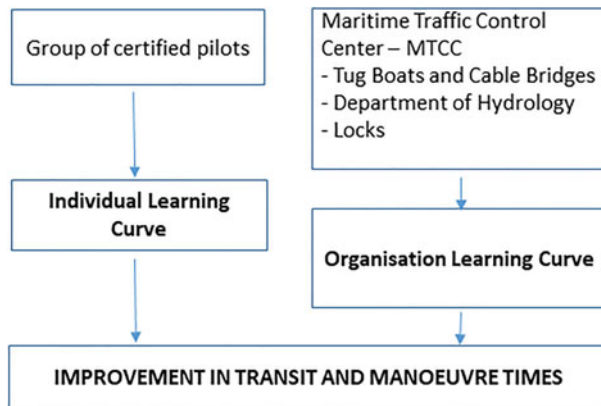 Group of certified pilots
Maritime Traffic Control
Center – MTCC
- Tug Boats and Cable Bridges
- Department of Hydrology
- Locks
Individual Learning
Curve
Organisation Learning Curve
IMPROVEMENT IN TRANSIT AND MANOEUVRE TIMES